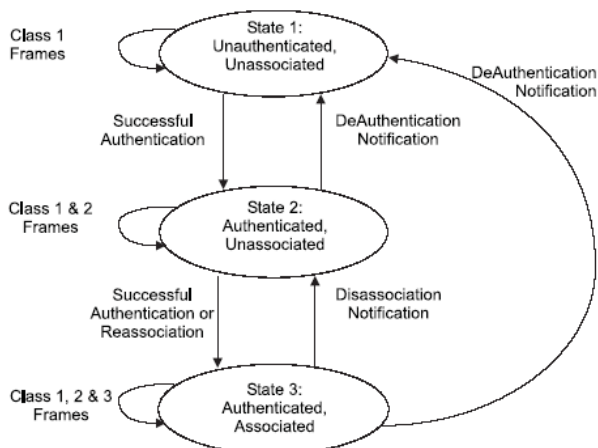 Class 1
Frames
State 1:
Unauthenticated,
Unassociated
DeAuthentication
Notification
Successful
Authentication
DeAuthentication
Notification
Class 1 & 2
Frames
State 2:
Authenticated,
Unassociated
Successful
Authentication or
Reassociation
Disassociation
Notification
Class 1, 2 & 3
Frames
State 3:
Authenticated,
Associated